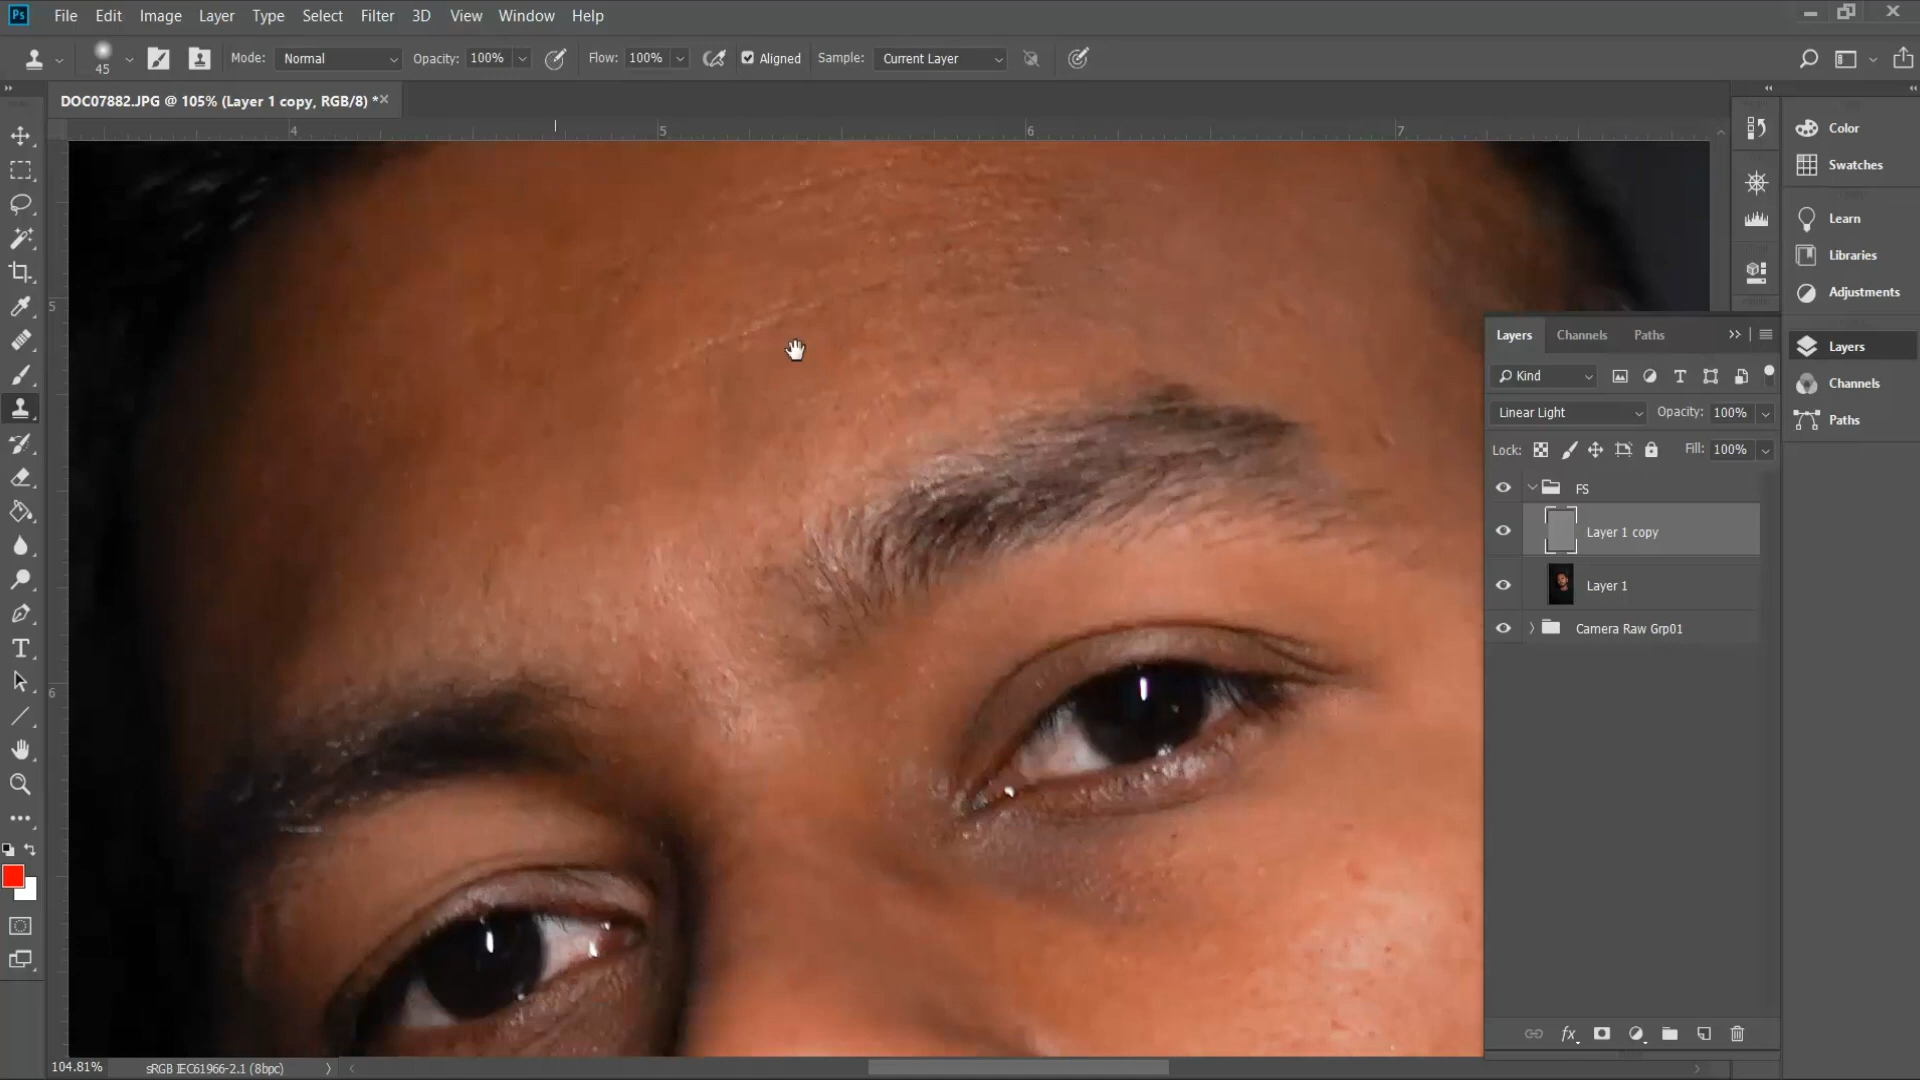 Ps File Edit Image Layer Type Select Filter 3D View Window Help
45 Mode: Normal Opacity: 100% Flow: 100% Aligned Sample: Current Layer
DOC07882.JPG @ 105% (Layer 1 copy, RGB/8) *
4 5 6 7
5
6
Color
Swatches
Learn
Libraries
Adjustments
Layers
Channels
Paths
Layers Channels Paths
Kind
Linear Light Opacity: 100%
Lock: Fill: 100%
FS
Layer 1 copy
Layer 1
Camera Raw Grp01
fx
104.81% sRGB IEC61966-2.1 (8bpc)